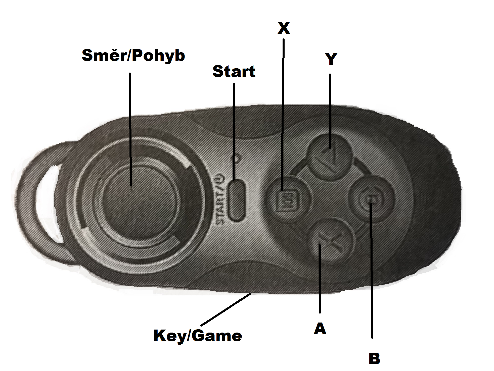 X
Směr/Pohyb
Y
Start
START/⏻
Key/Game
A
B